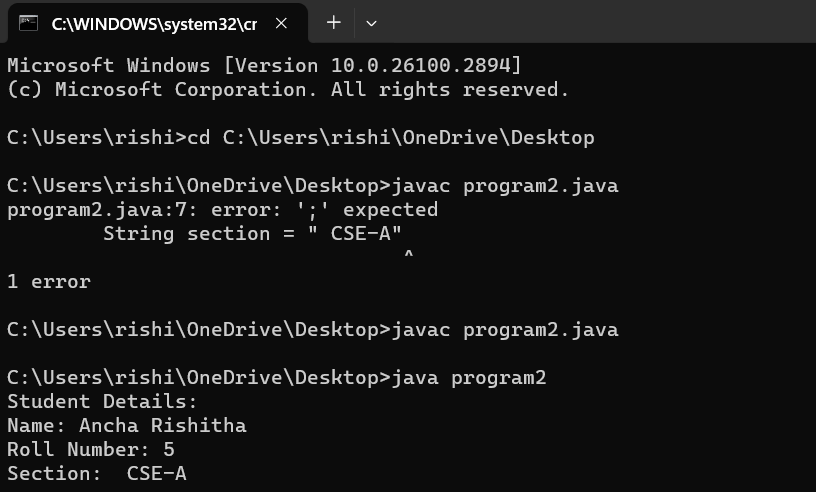 C:\WINDOWS\system32\cr
Microsoft Windows [Version 10.0.26100.2894]
(c) Microsoft Corporation. All rights reserved.
C:\Users\rishi>cd C:\Users\rishi\OneDrive\Desktop
C:\Users\rishi\OneDrive\Desktop>javac program2.java
program2.java:7: error: ';' expected
        String section = " CSE-A"
                                 ^
1 error
C:\Users\rishi\OneDrive\Desktop>javac program2.java
C:\Users\rishi\OneDrive\Desktop>java program2
Student Details:
Name: Ancha Rishitha
Roll Number: 5
Section:  CSE-A